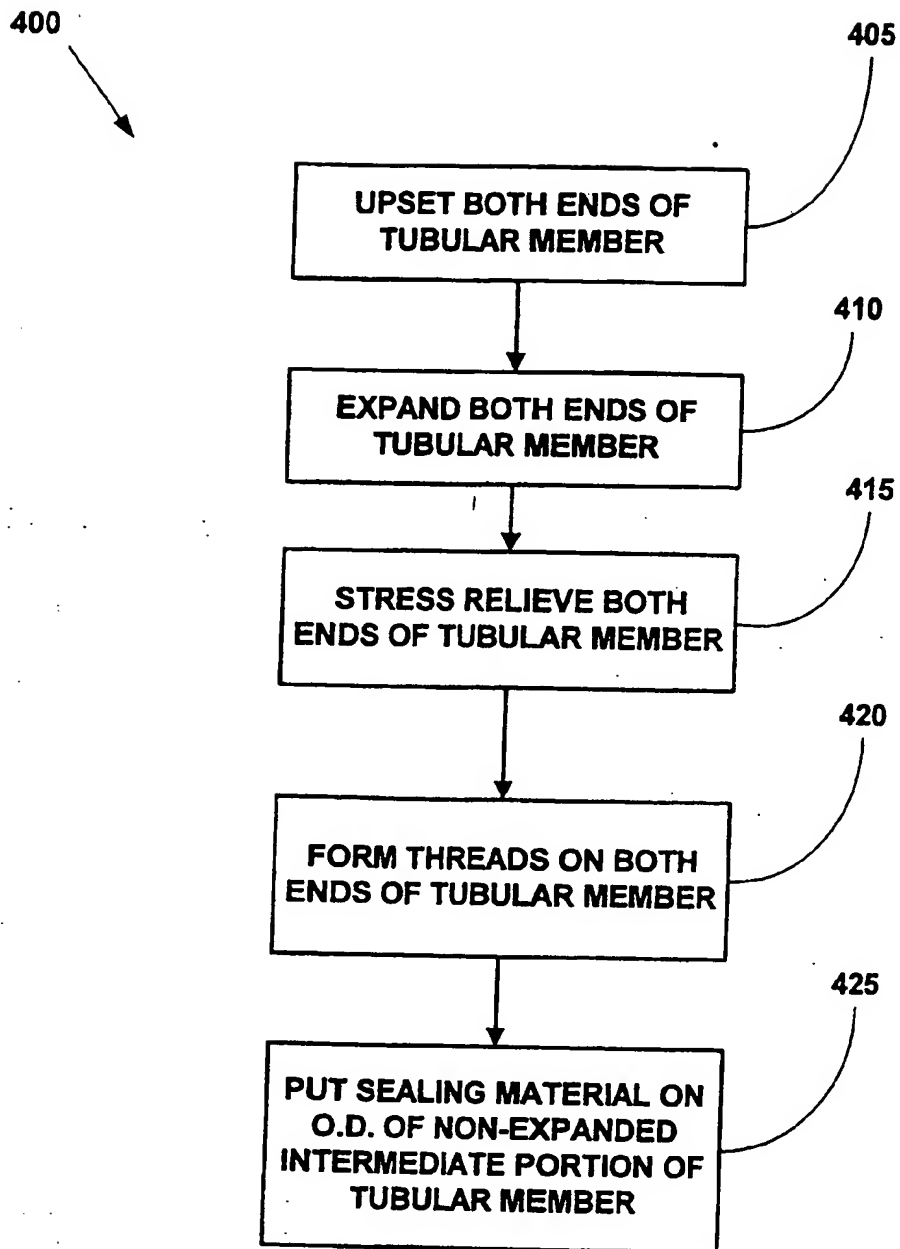 400
405
UPSET BOTH ENDS OF
TUBULAR MEMBER
410
EXPAND BOTH ENDS OF
TUBULAR MEMBER
415
STRESS RELIEVE BOTH
ENDS OF TUBULAR MEMBER
420
FORM THREADS ON BOTH
ENDS OF TUBULAR MEMBER
425
PUT SEALING MATERIAL ON
O.D. OF NON-EXPANDED
INTERMEDIATE PORTION OF
TUBULAR MEMBER